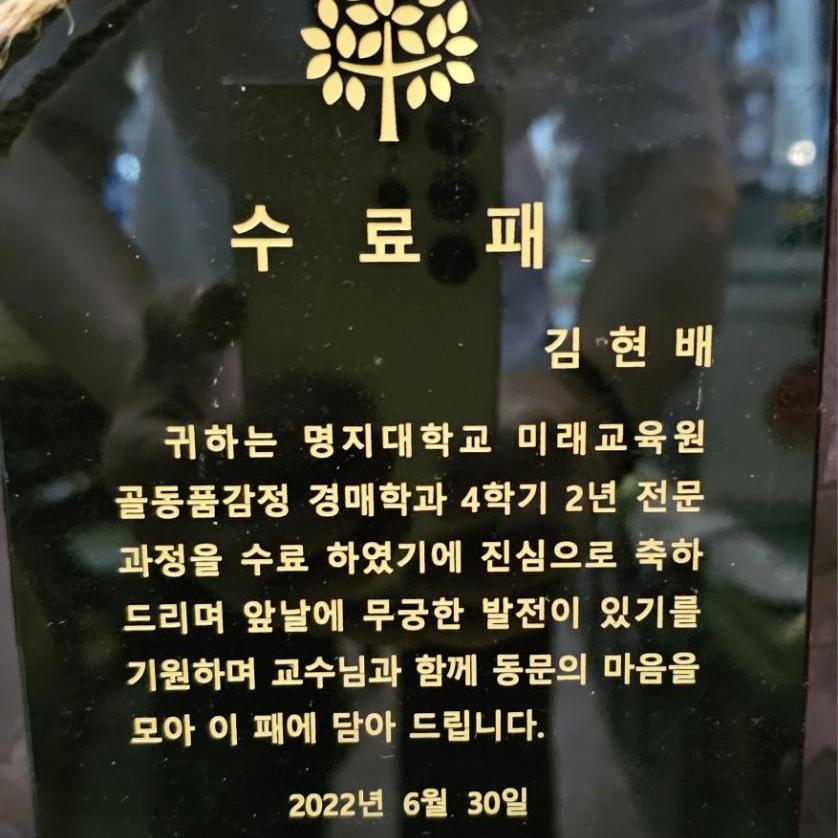 수 료 패
김 현 배
귀하는 명지대학교 미래교육원
골동품감정 경매학과 4학기 2년 전문
과정을 수료 하였기에 진심으로 축하
드리며 앞날에 무궁한 발전이 있기를
기원하며 교수님과 함께 동문의 마음을
모아 이 패에 담아 드립니다.
2022년 6월 30일